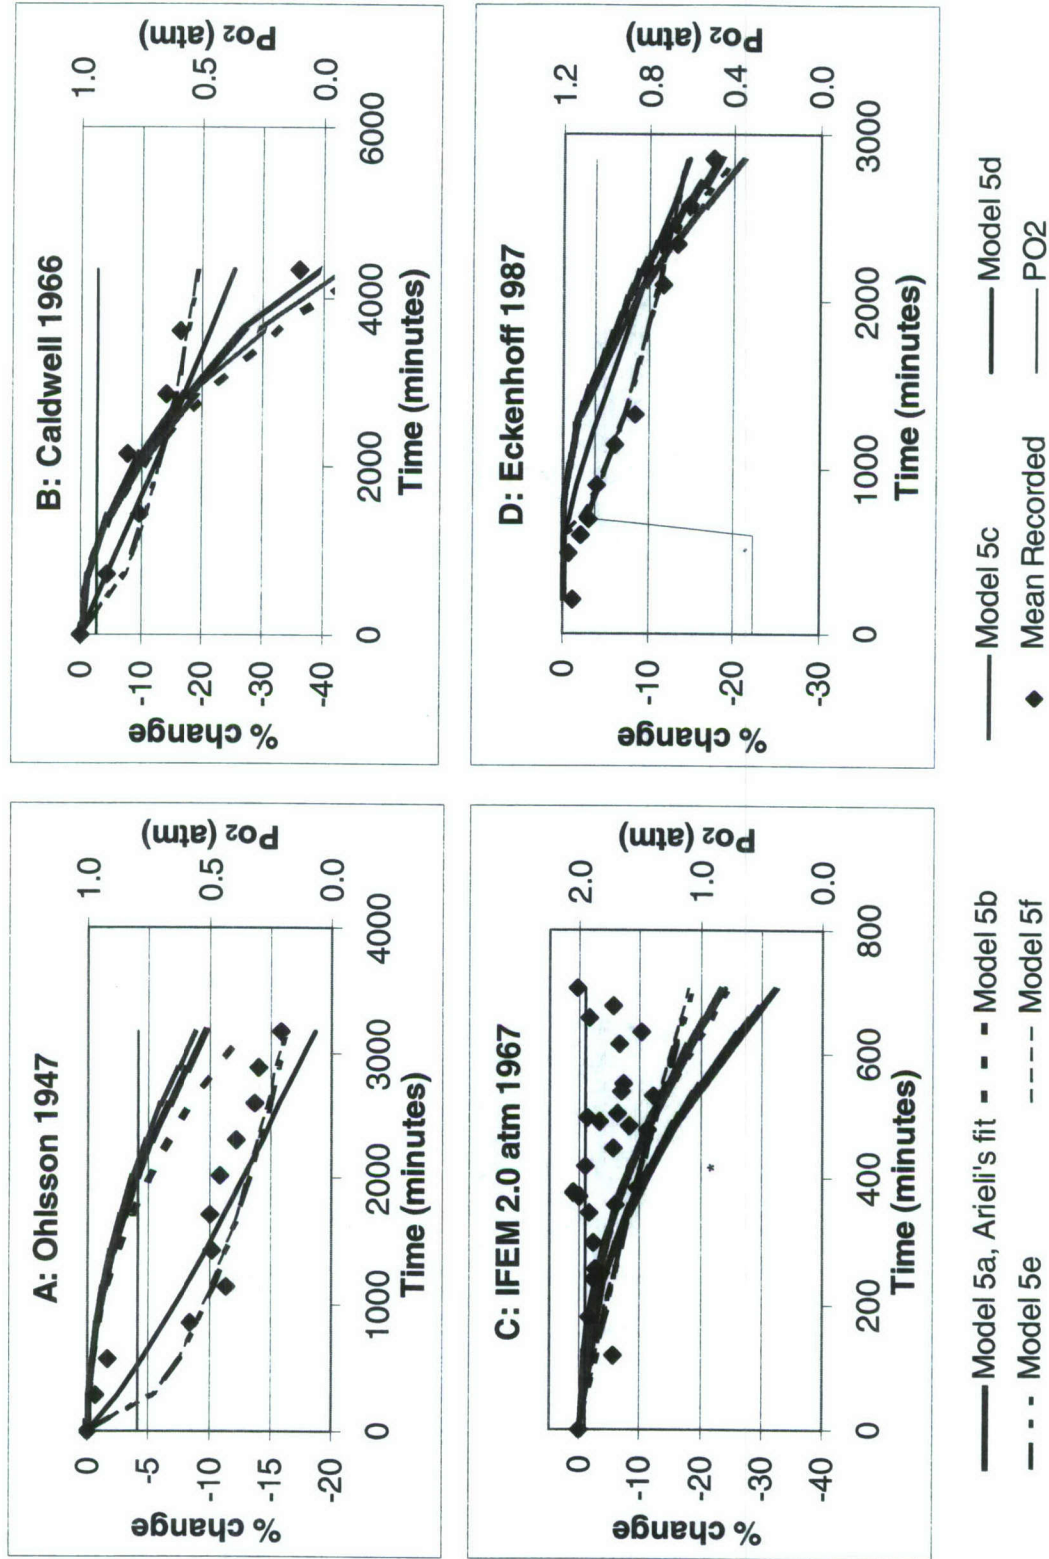 A: Ohlsson 1947
% change
0
-5
-10
-15
-20
0 1000 2000 3000 4000
Time (minutes)
1.0
0.5
0.0
PO2 (atm)
B: Caldwell 1966
% change
0
-10
-20
-30
-40
0 2000 4000 6000
Time (minutes)
1.0
0.5
0.0
PO2 (atm)
C: IFEM 2.0 atm 1967
% change
0
-10
-20
-30
-40
0 200 400 600 800
Time (minutes)
2.0
1.0
0.0
PO2 (atm)
*
D: Eckenhoff 1987
% change
0
-10
-20
-30
0 1000 2000 3000
Time (minutes)
1.2
0.8
0.4
0.0
PO2 (atm)
Model 5a, Arieli's fit Model 5b Model 5c Model 5d
Model 5e Model 5f Mean Recorded PO2